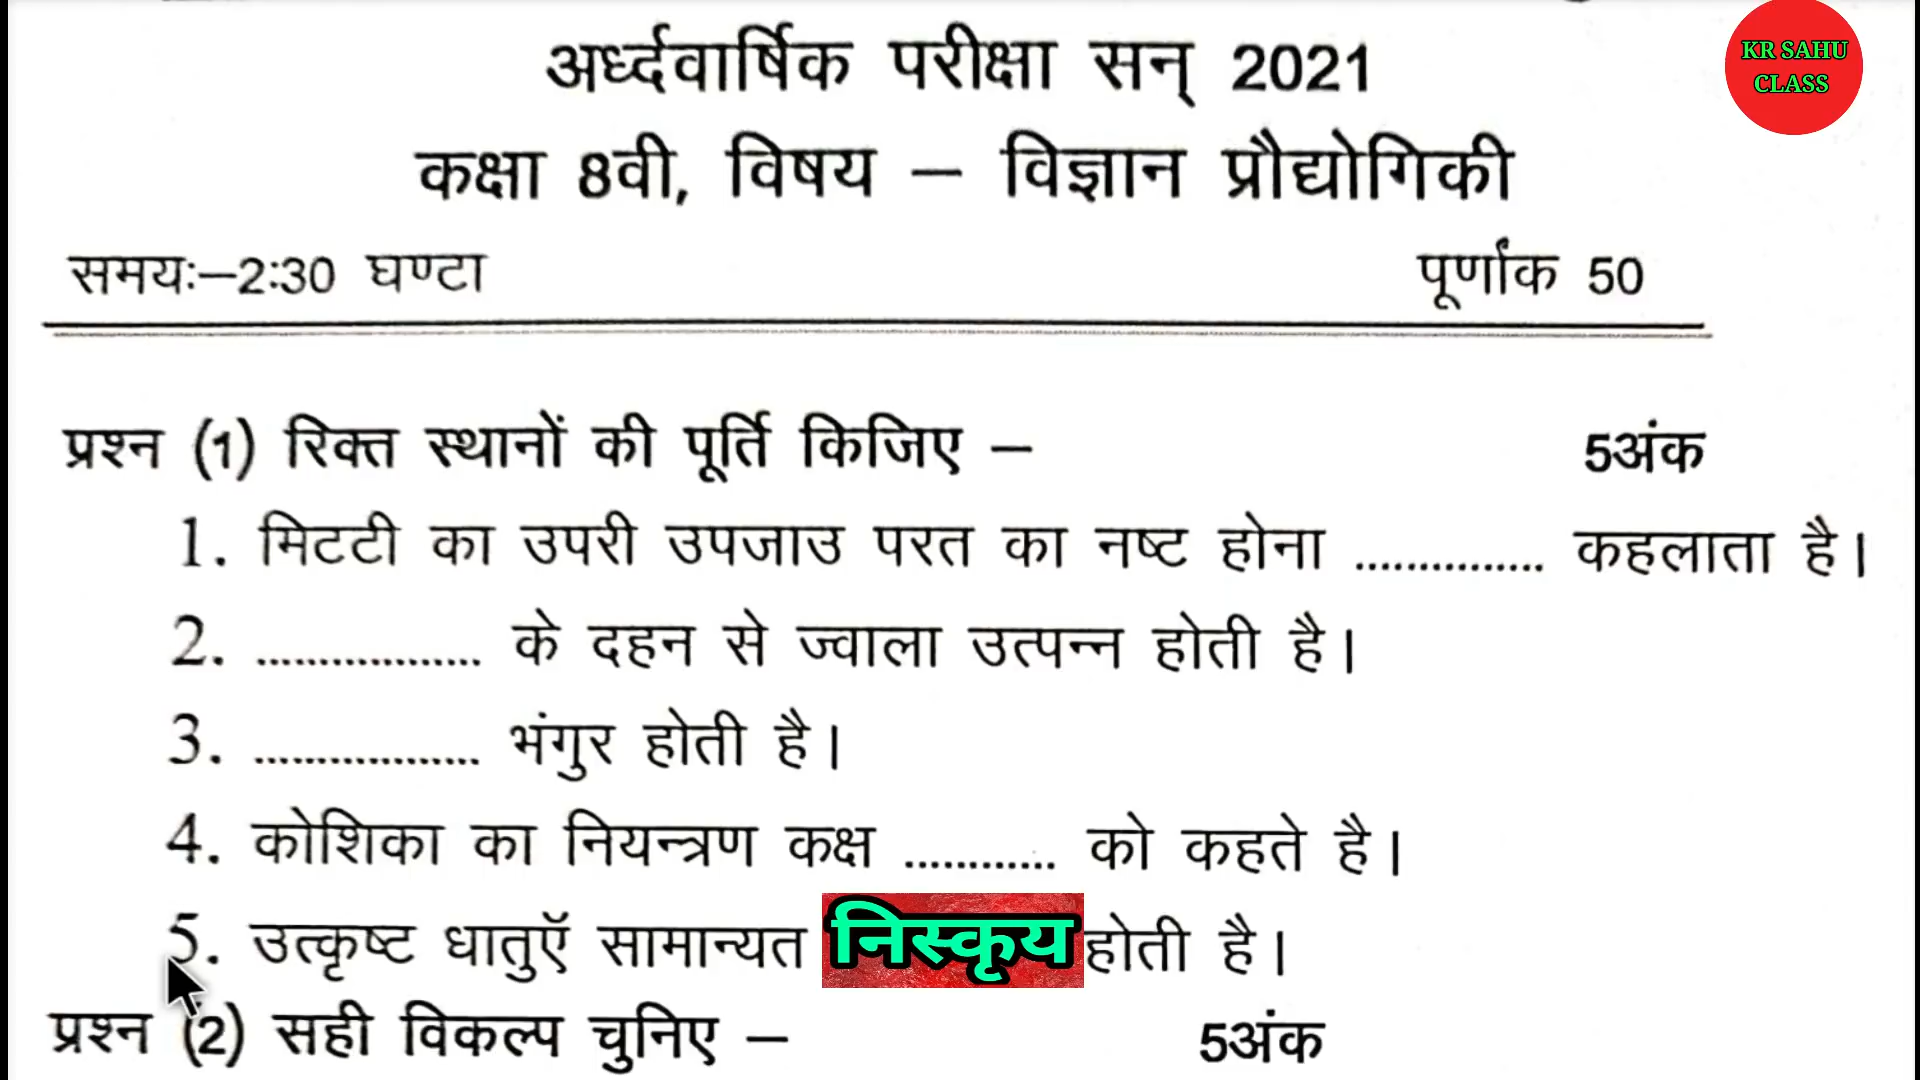 अर्ध्दवार्षिक परीक्षा सन् 2021
KR SAHU
CLASS
कक्षा 8वी, विषय – विज्ञान प्रौद्योगिकी
समयः–2:30 घण्टा पूर्णांक 50
प्रश्न (1) रिक्त स्थानों की पूर्ति किजिए – 5अंक
1. मिटटी का उपरी उपजाउ परत का नष्ट होना ............... कहलाता है।
2. .................. के दहन से ज्वाला उत्पन्न होती है।
3. .................. भंगुर होती है।
4. कोशिका का नियन्त्रण कक्ष ............ को कहते है।
5. उत्कृष्ट धातुऍ सामान्यत निस्कृय होती है।
प्रश्न (2) सही विकल्प चुनिए – 5अंक